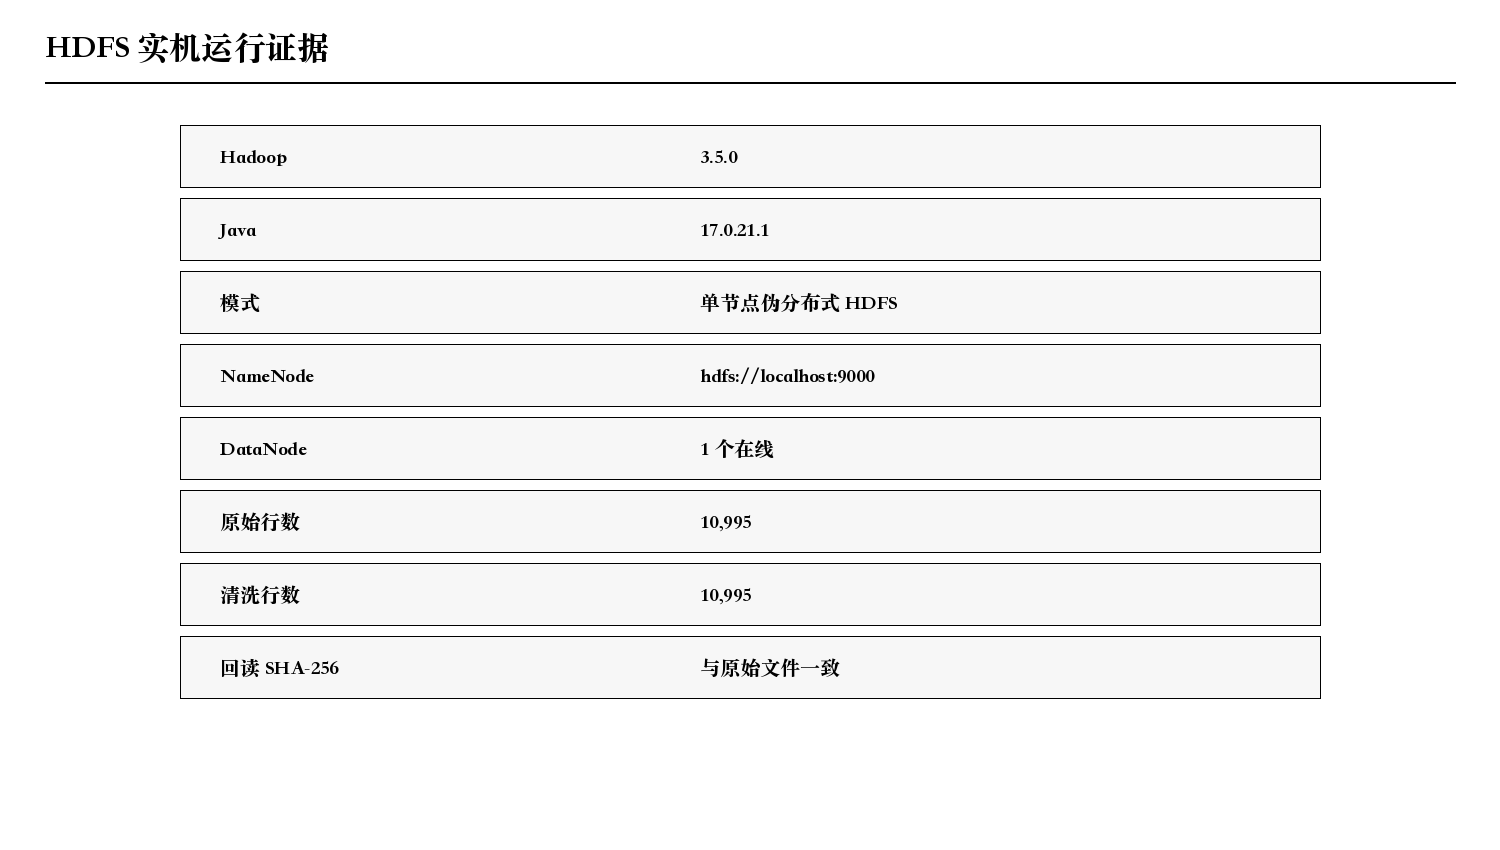 HDFS 实机运行证据
Hadoop 3.5.0
Java 17.0.21.1
模式 单节点伪分布式 HDFS
NameNode hdfs://localhost:9000
DataNode 1 个在线
原始行数 10,995
清洗行数 10,995
回读 SHA-256 与原始文件一致